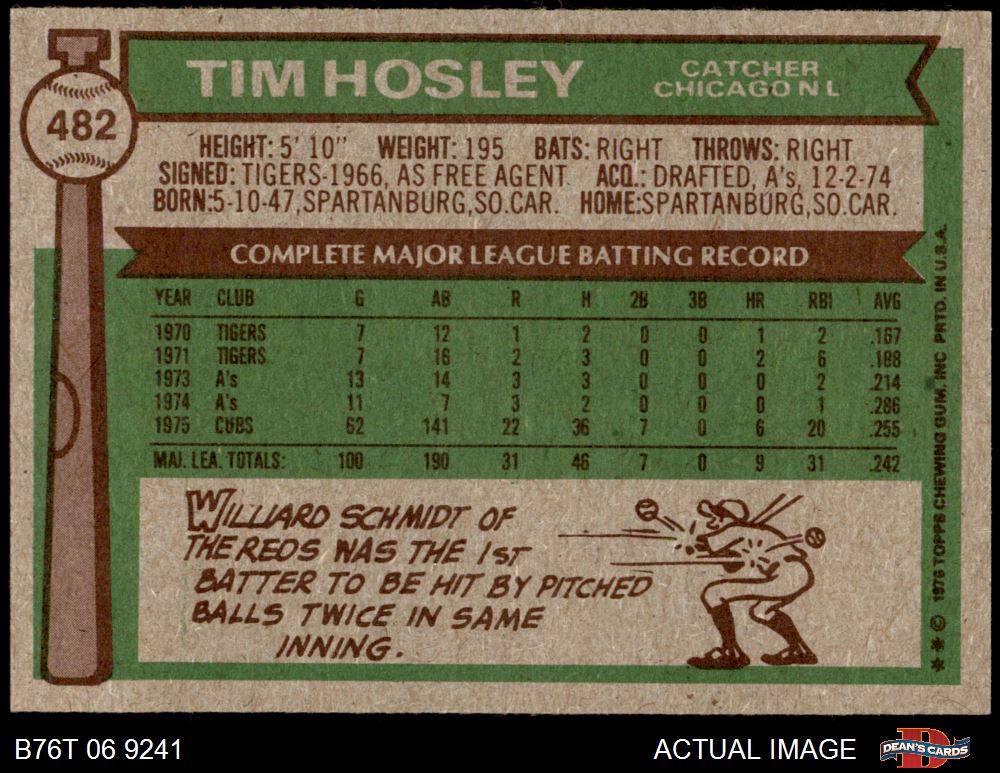 T
482
TIM HOSLEY
CATCHER
CHICAGO N L
HEIGHT: 5' 10" WEIGHT: 195 BATS: RIGHT THROWS: RIGHT
SIGNED: TIGERS-1966, AS FREE AGENT ACQ.: DRAFTED, A's, 12-2-74
BORN:5-10-47,SPARTANBURG,SO.CAR. HOME:SPARTANBURG,SO.CAR.
COMPLETE MAJOR LEAGUE BATTING RECORD
YEAR CLUB G AB R H 2B 3B HR RBI AVG
1970 TIGERS 7 12 1 2 0 0 1 2 .167
1971 TIGERS 7 16 2 3 0 0 2 6 .188
1973 A's 13 14 3 3 0 0 0 2 .214
1974 A's 11 7 3 2 0 0 0 1 .286
1975 CUBS 62 141 22 36 7 0 6 20 .255
MAJ. LEA. TOTALS: 100 190 31 46 7 0 9 31 .242
WILLIARD SCHMIDT OF
THE REDS WAS THE 1ST
BATTER TO BE HIT BY PITCHED
BALLS TWICE IN SAME
INNING.
* * © 1976 TOPPS CHEWING GUM, INC PRTD. IN U.S.A.
B76T 06 9241
ACTUAL IMAGE
DEAN'S CARDS